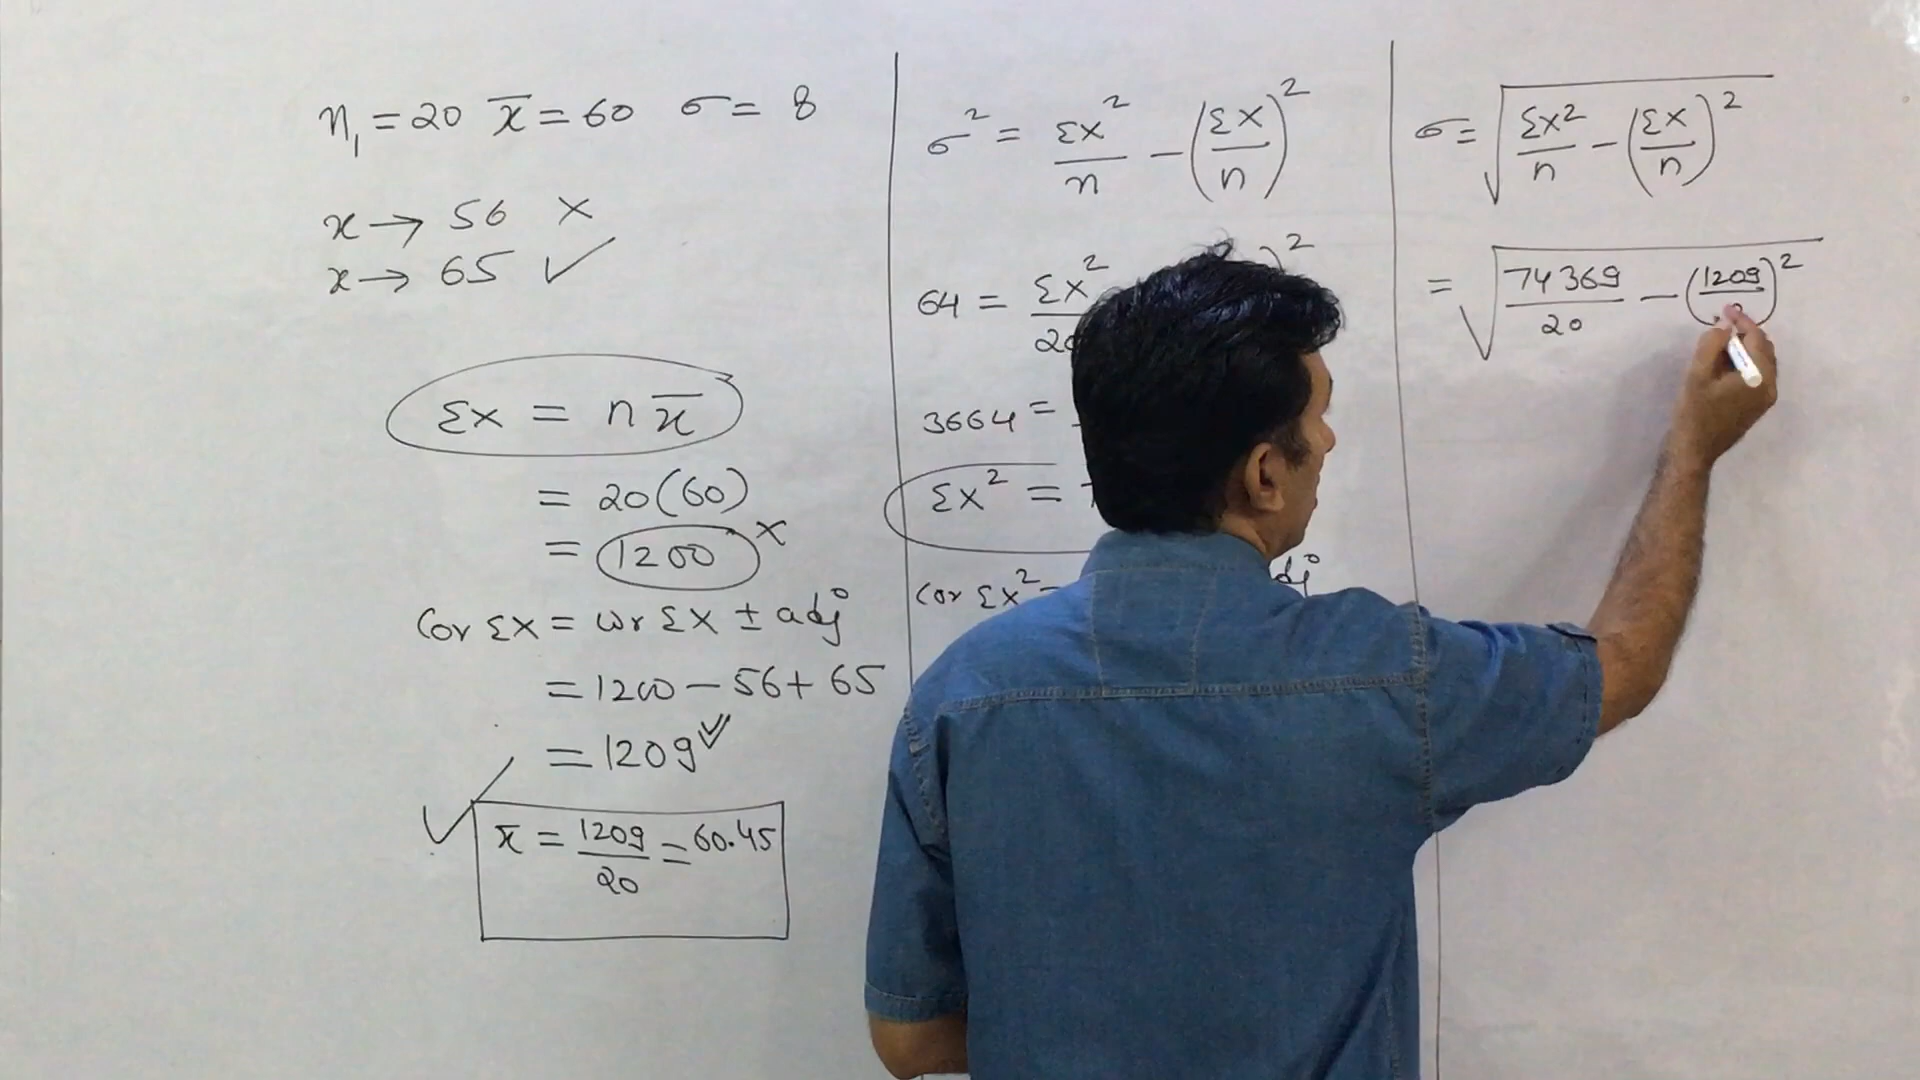 n₁ = 20 x̄ = 60 σ = 8
x → 56 ×
x → 65 ✓
Σx = n x̄
= 20(60)
= 1200 ×
Cor Σx = wr Σx ± adj
= 1200 − 56 + 65
= 1209
x̄ = 1209/20 = 60.45
σ² = Σx²/n − (Σx/n)²
64 = Σx²
3664 =
Σx² =
Cor Σx² adj
σ = √(Σx²/n − (Σx/n)²)
= √(74369/20 − (1209/ )²)